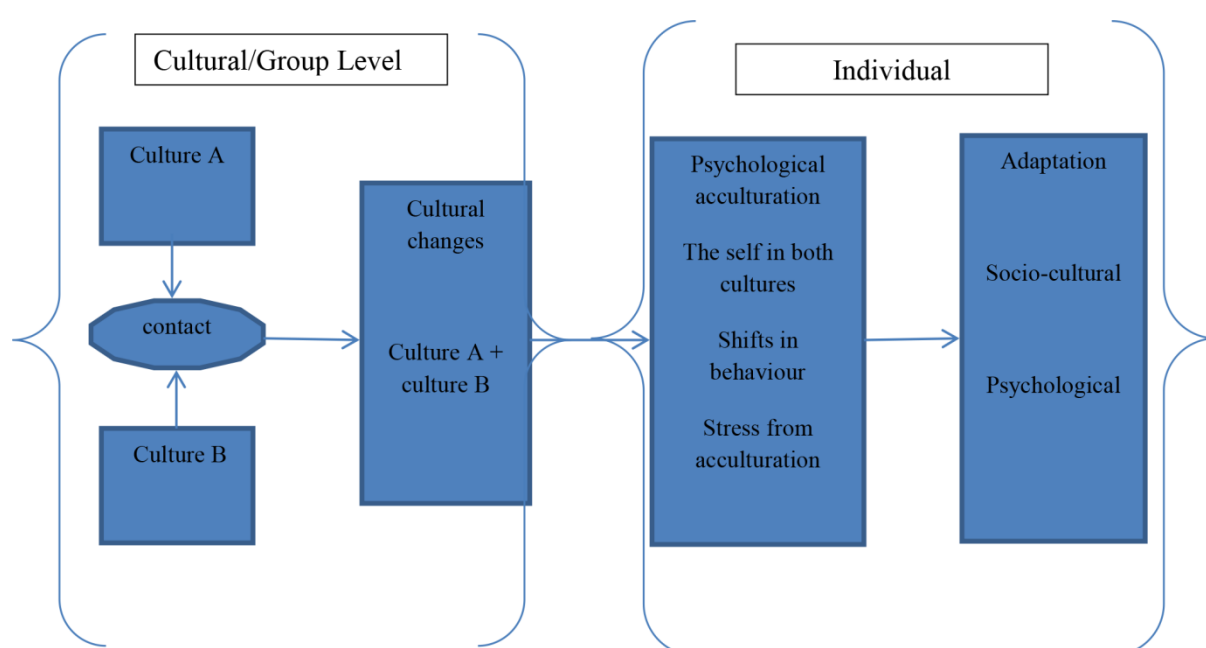 Cultural/Group Level
Culture A
contact
Culture B
Cultural
changes
Culture A +
culture B
Individual
Psychological
acculturation
The self in both
cultures
Shifts in
behaviour
Stress from
acculturation
Adaptation
Socio-cultural
Psychological